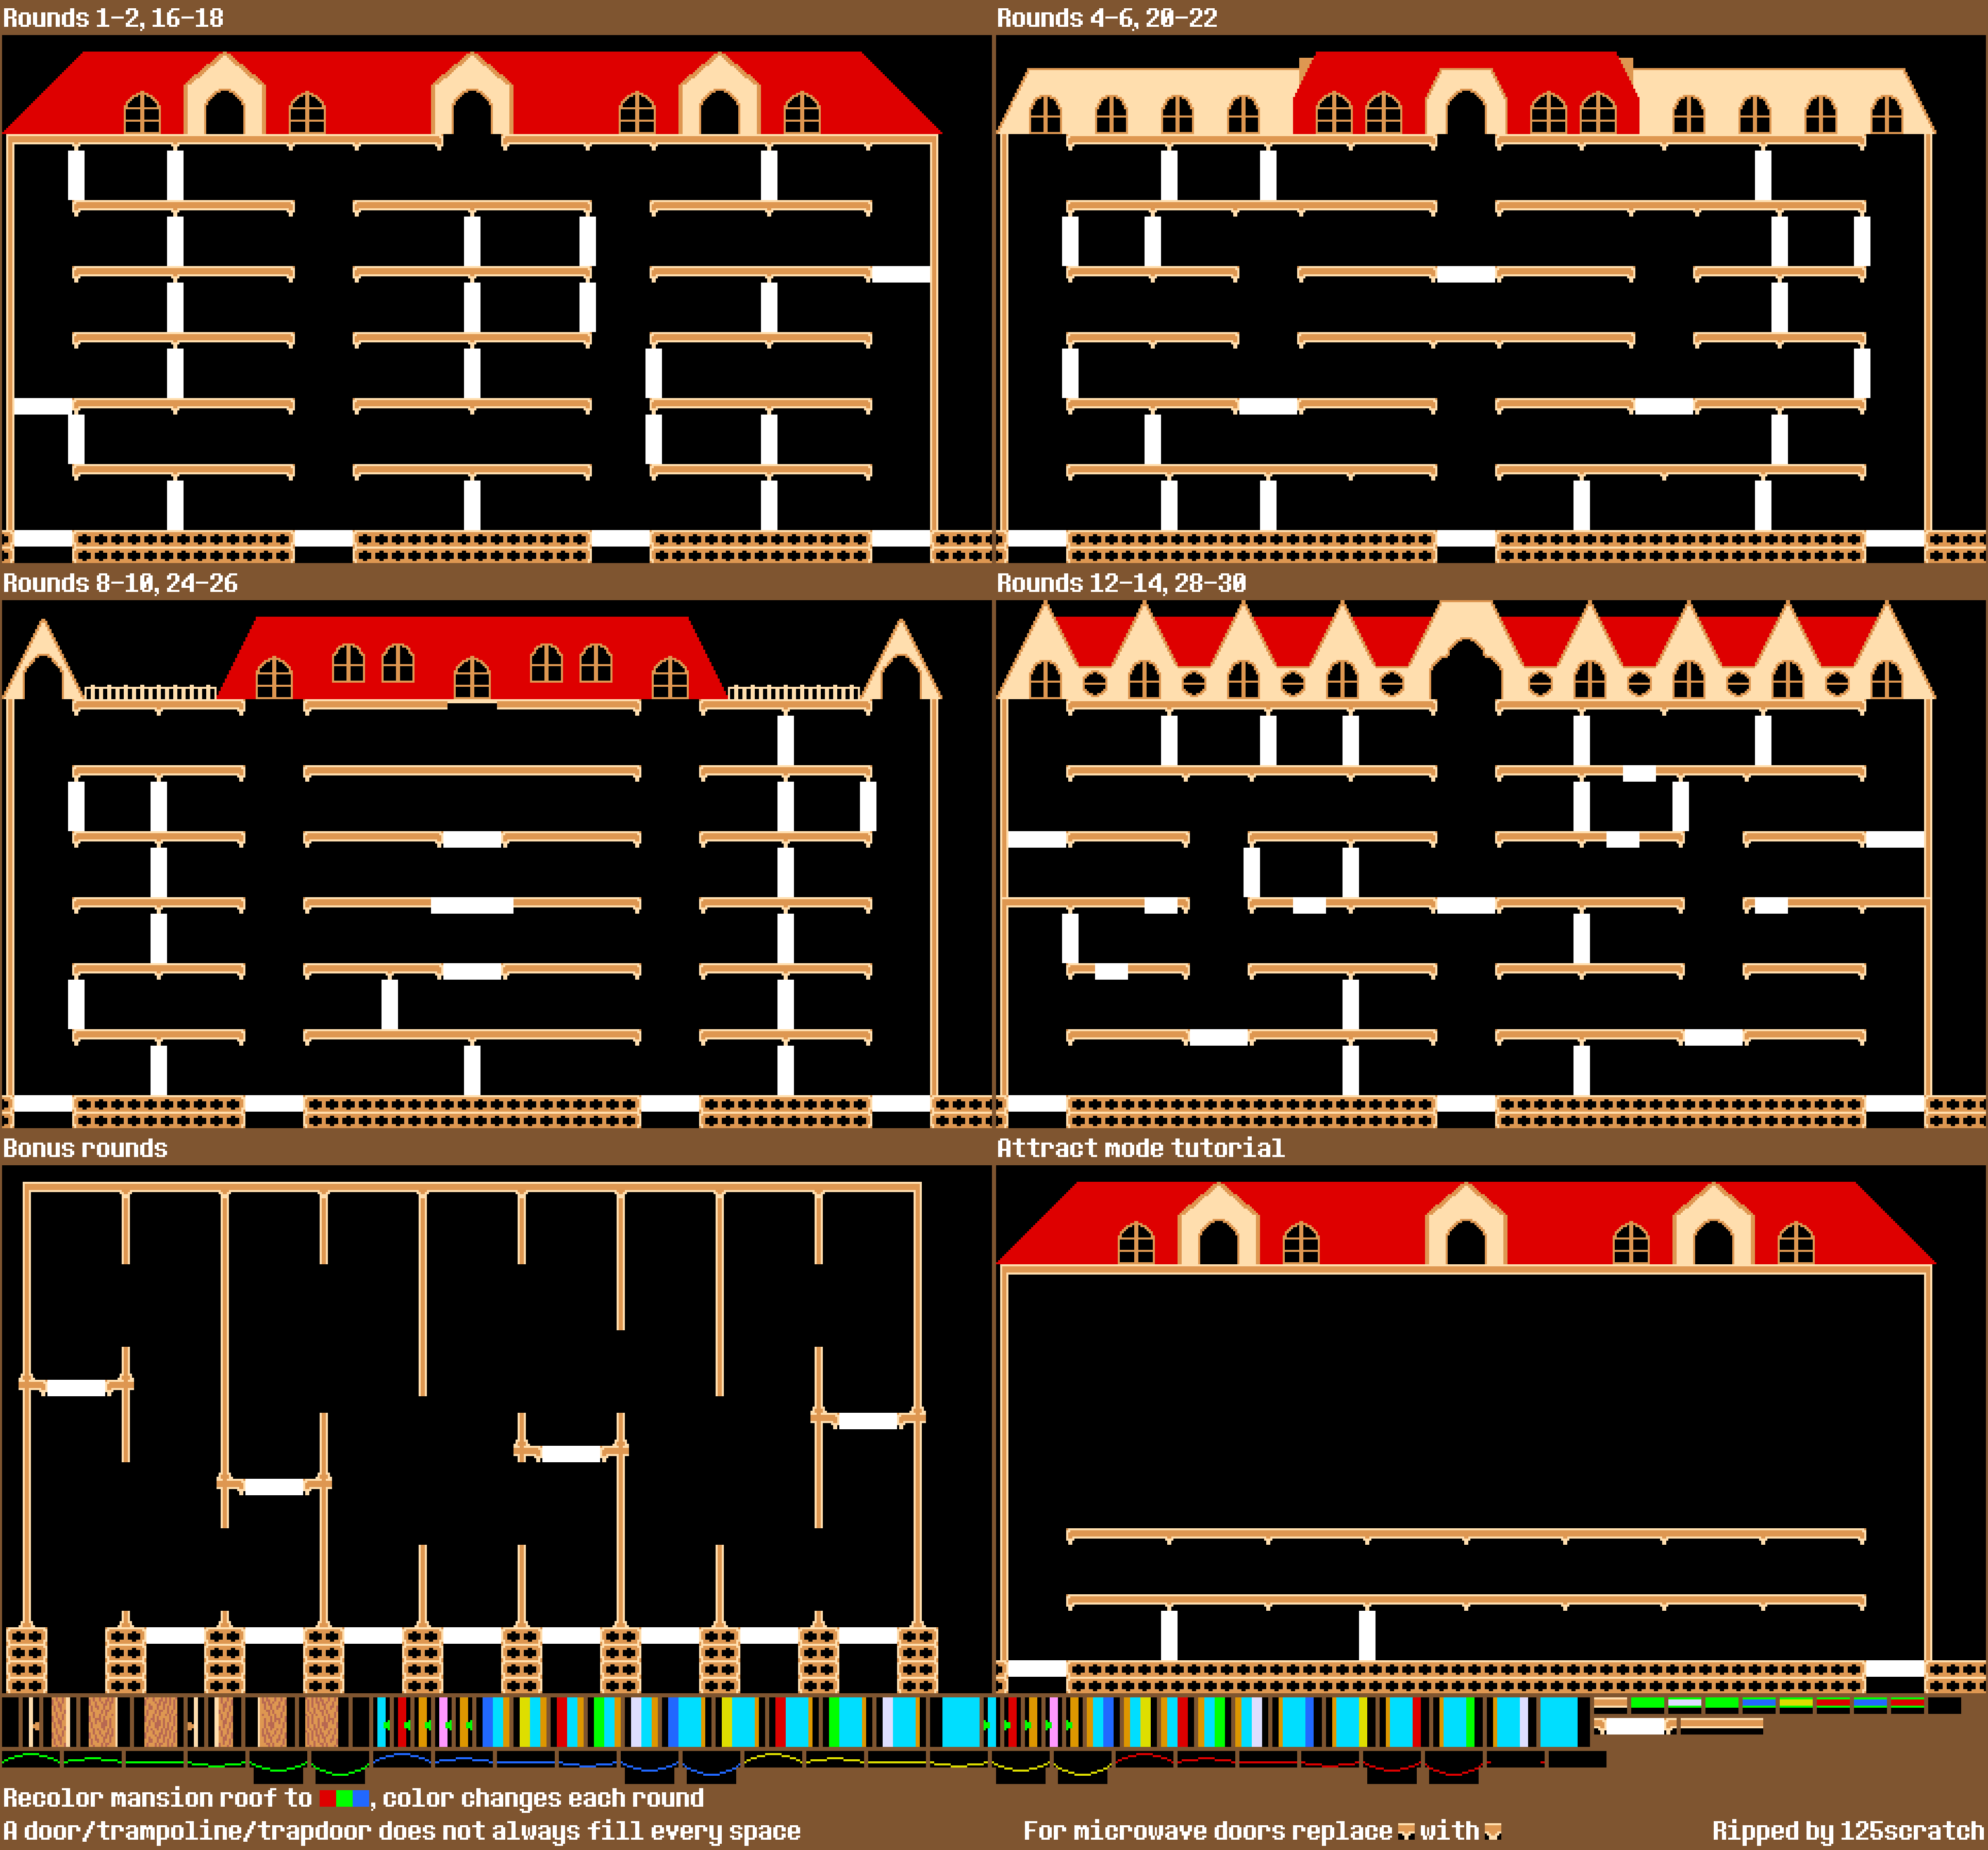 Rounds 1-2, 16-18
Rounds 4-6, 20-22
Rounds 8-10, 24-26
Rounds 12-14, 28-30
Bonus rounds
Attract mode tutorial
Recolor mansion roof to , color changes each round
A door/trampoline/trapdoor does not always fill every space
For microwave doors replace with
Ripped by 125scratch